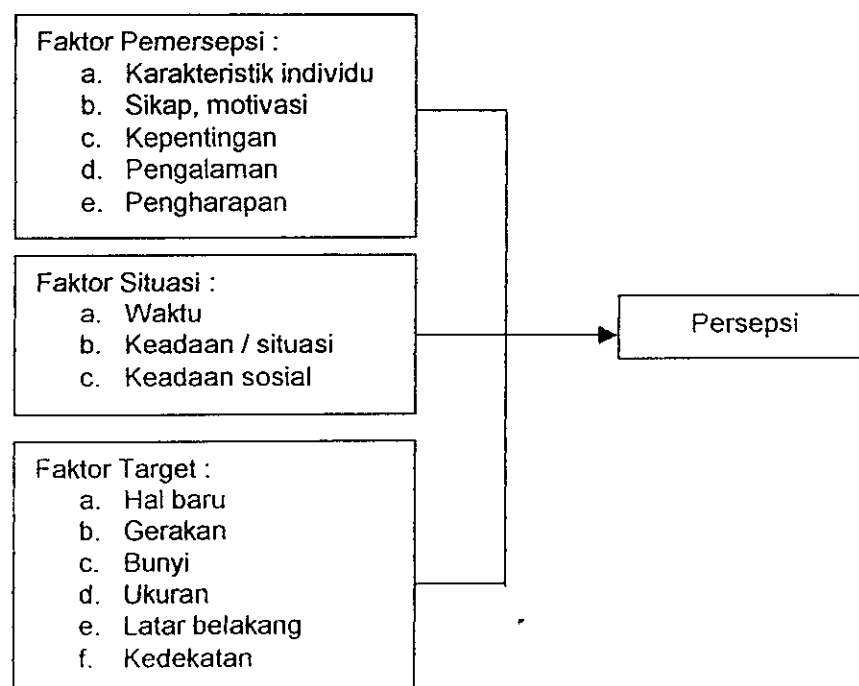 Faktor Pemersepsi :
a. Karakteristik individu
b. Sikap, motivasi
c. Kepentingan
d. Pengalaman
e. Pengharapan
Faktor Situasi :
a. Waktu
b. Keadaan / situasi
c. Keadaan sosial
Persepsi
Faktor Target :
a. Hal baru
b. Gerakan
c. Bunyi
d. Ukuran
e. Latar belakang
f. Kedekatan